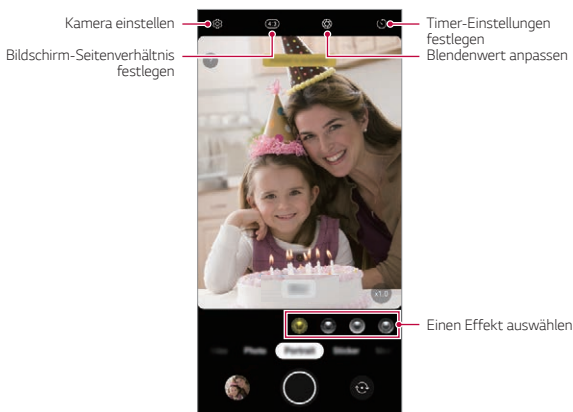 Kamera einstellen
Bildschirm-Seitenverhältnis
festlegen
Timer-Einstellungen
festlegen
Blendenwert anpassen
4:3
x1.0
Einen Effekt auswählen
Photo
Portrait
Sticker